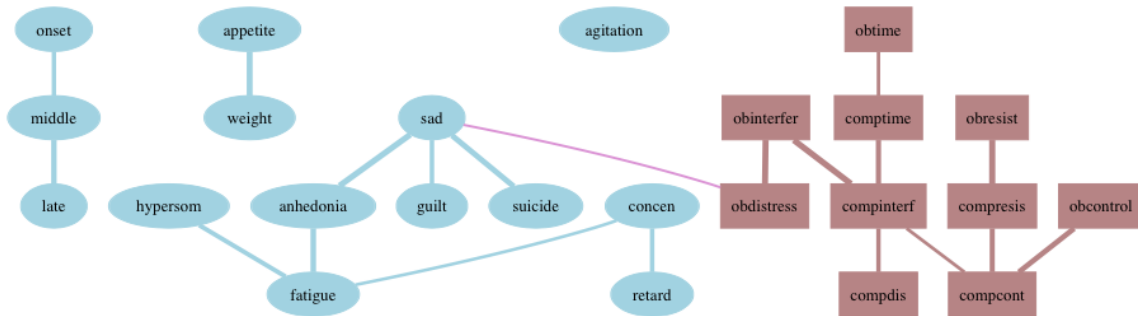 onset
appetite
agitation
obtime
middle
weight
sad
obinterfer
comptime
obresist
late
hypersom
anhedonia
guilt
suicide
concen
obdistress
compinterf
compresis
obcontrol
fatigue
retard
compdis
compcont